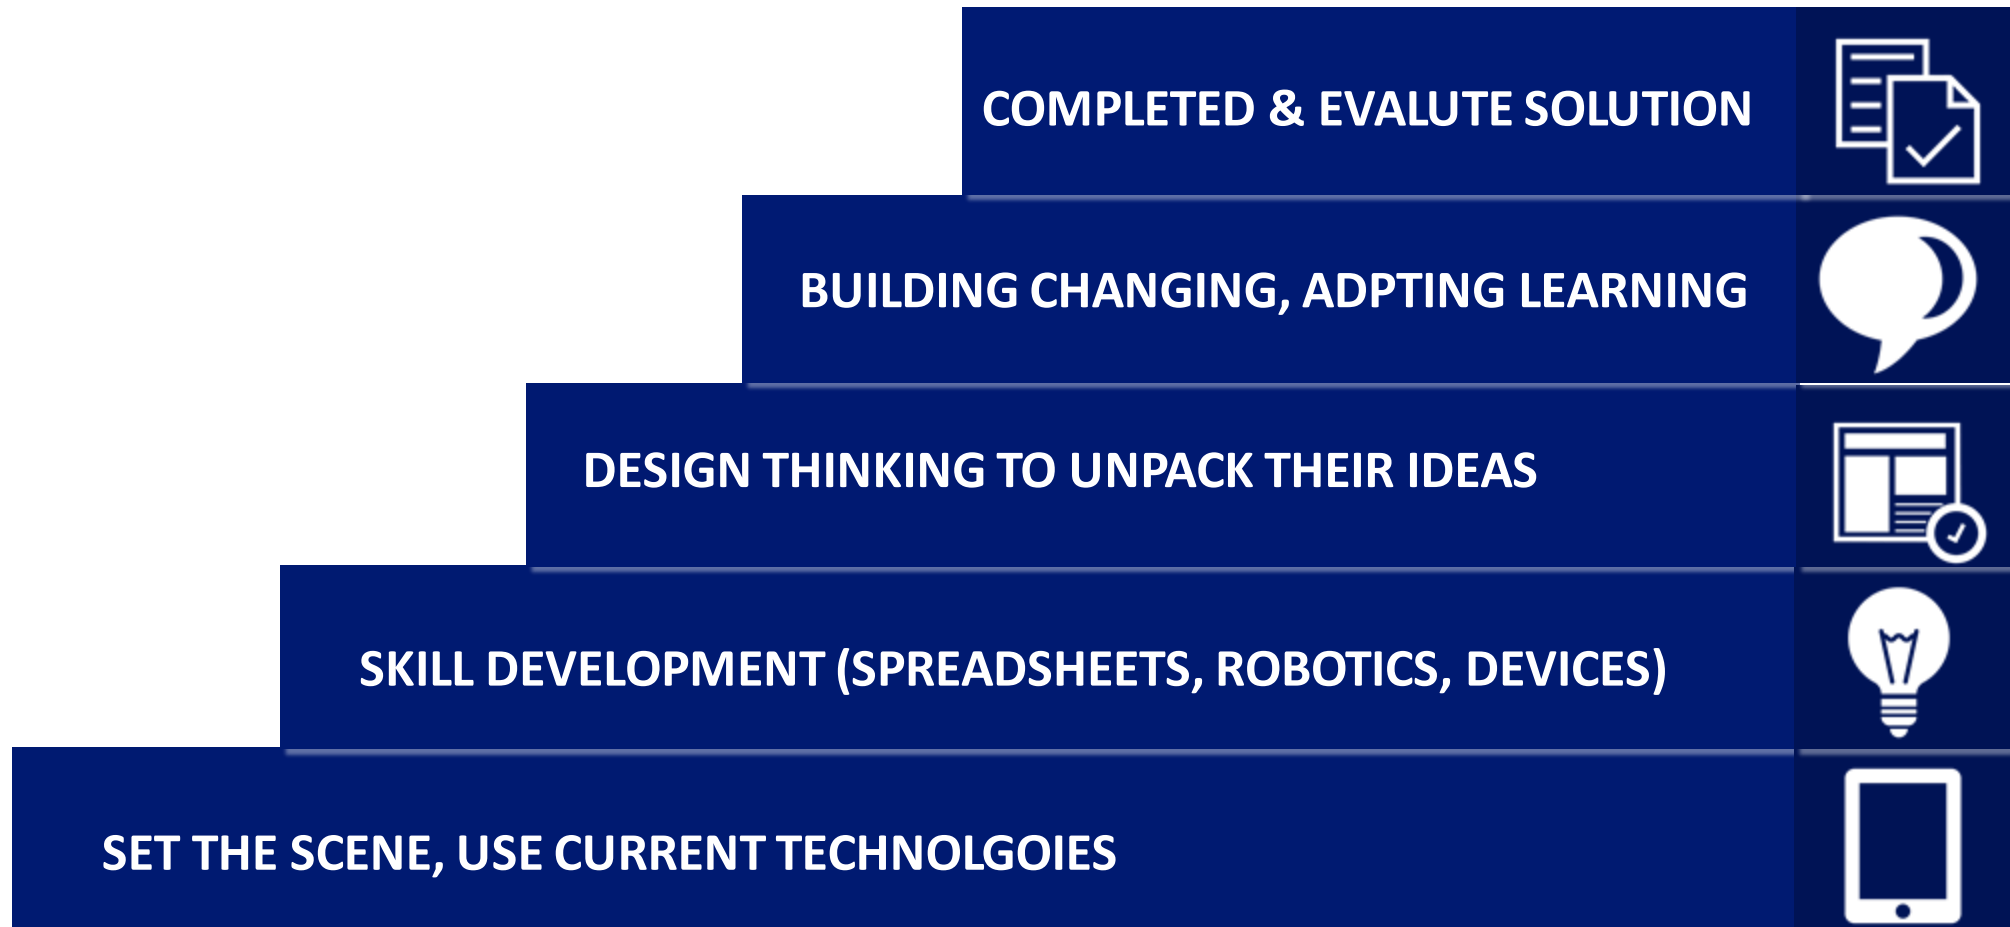 COMPLETED & EVALUTE SOLUTION
BUILDING CHANGING, ADPTING LEARNING
DESIGN THINKING TO UNPACK THEIR IDEAS
SKILL DEVELOPMENT (SPREADSHEETS, ROBOTICS, DEVICES)
SET THE SCENE, USE CURRENT TECHNOLGOIES